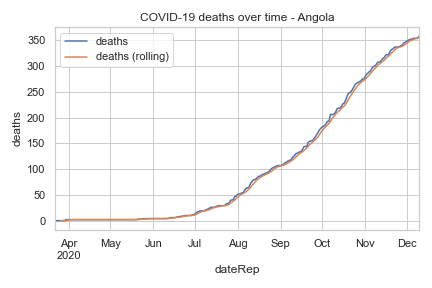 COVID-19 deaths over time - Angola
deaths
deaths (rolling)
350
300
250
200
150
100
50
0
deaths
Apr May Jun Jul Aug Sep Oct Nov Dec
2020
dateRep